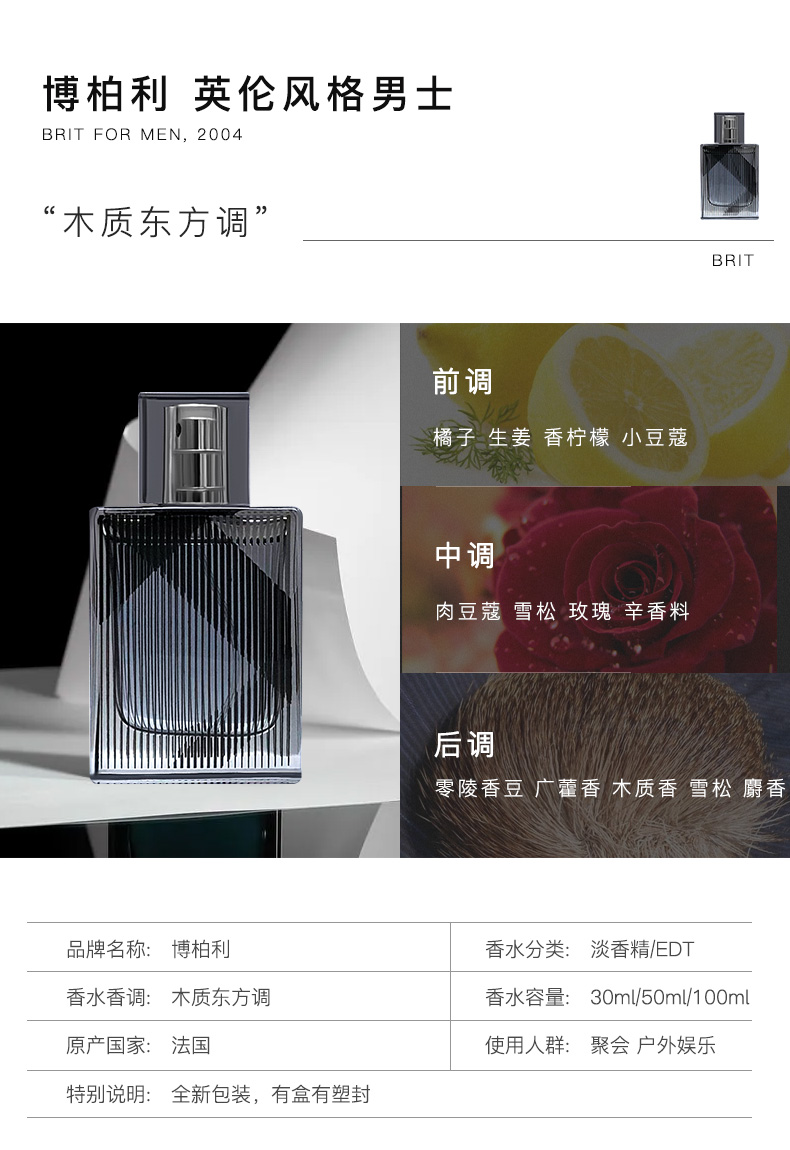 博柏利 英伦风格男士
BRIT FOR MEN, 2004
“木质东方调”
BRIT
前调
橘子 生姜 香柠檬 小豆蔻
中调
肉豆蔻 雪松 玫瑰 辛香料
后调
零陵香豆 广藿香 木质香 雪松 麝香
品牌名称: 博柏利
香水分类: 淡香精/EDT
香水香调: 木质东方调
香水容量: 30ml/50ml/100ml
原产国家: 法国
使用人群: 聚会 户外娱乐
特别说明: 全新包装，有盒有塑封